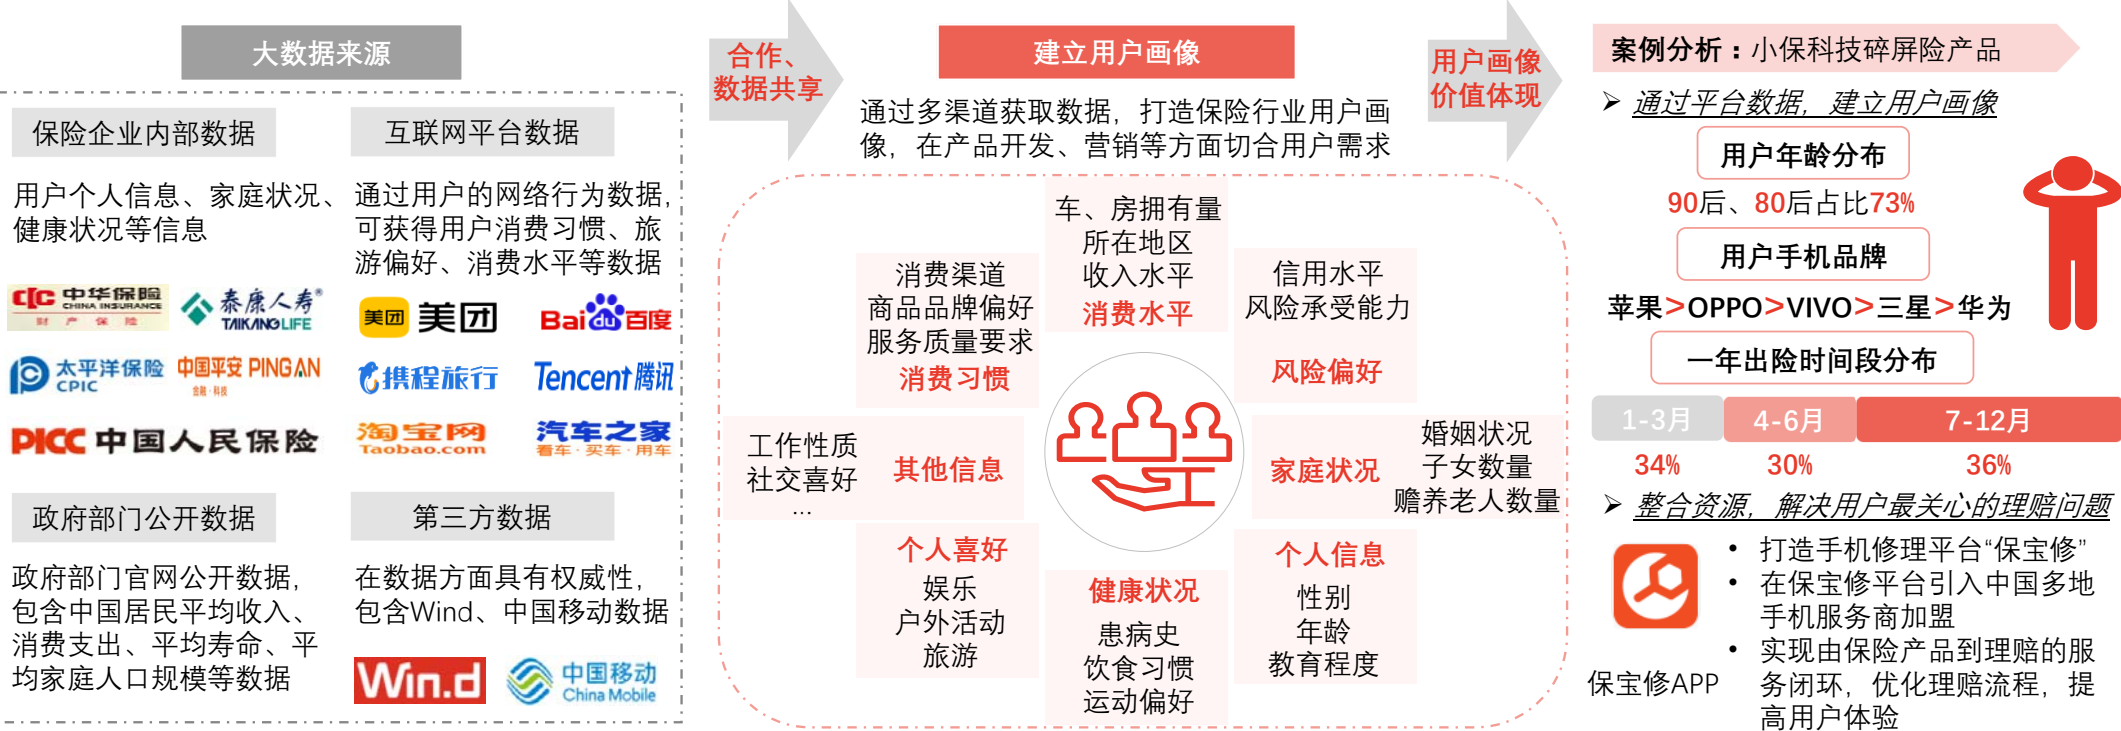 大数据来源
保险企业内部数据
用户个人信息、家庭状况、
健康状况等信息
中华保险
CHINA INSURANCE
财产保险
泰康人寿®
TAIKANG LIFE
太平洋保险
CPIC
中国平安 PING AN
金融·科技
PICC 中国人民保险
互联网平台数据
通过用户的网络行为数据,
可获得用户消费习惯、旅
游偏好、消费水平等数据
美团 美团
Bai du 百度
携程旅行
Tencent 腾讯
淘宝网
Taobao.com
汽车之家
看车·买车·用车
政府部门公开数据
政府部门官网公开数据,
包含中国居民平均收入、
消费支出、平均寿命、平
均家庭人口规模等数据
第三方数据
在数据方面具有权威性,
包含Wind、中国移动数据
Win.d
中国移动
China Mobile
合作、
数据共享
建立用户画像
通过多渠道获取数据,打造保险行业用户画
像,在产品开发、营销等方面切合用户需求
车、房拥有量
所在地区
收入水平
消费水平
消费渠道
商品品牌偏好
服务质量要求
消费习惯
信用水平
风险承受能力
风险偏好
工作性质
社交喜好
...
其他信息
家庭状况
婚姻状况
子女数量
赡养老人数量
个人喜好
娱乐
户外活动
旅游
健康状况
患病史
饮食习惯
运动偏好
个人信息
性别
年龄
教育程度
用户画像
价值体现
案例分析:小保科技碎屏险产品
➢ 通过平台数据,建立用户画像
用户年龄分布
90后、80后占比73%
用户手机品牌
苹果>OPPO>VIVO>三星>华为
一年出险时间段分布
1-3月 4-6月 7-12月
34% 30% 36%
➢ 整合资源,解决用户最关心的理赔问题
保宝修APP
• 打造手机修理平台“保宝修”
• 在保宝修平台引入中国多地
手机服务商加盟
• 实现由保险产品到理赔的服
务闭环,优化理赔流程,提
高用户体验